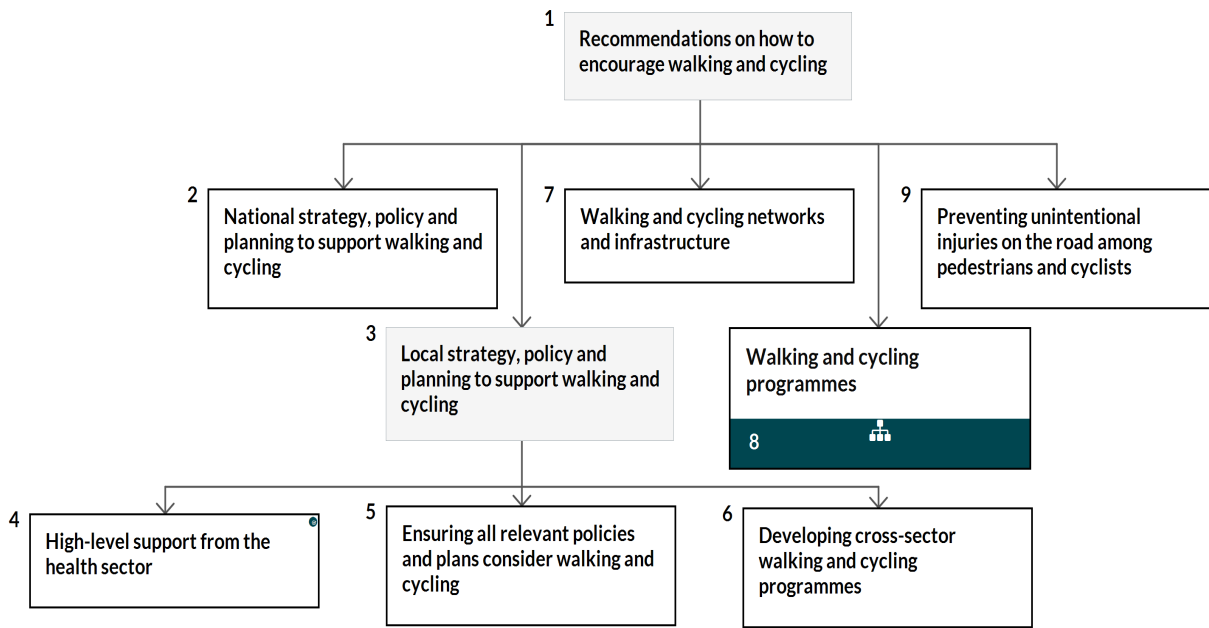 1
Recommendations on how to
encourage walking and cycling
2
National strategy, policy and
planning to support walking and
cycling
7
Walking and cycling networks
and infrastructure
9
Preventing unintentional
injuries on the road among
pedestrians and cyclists
3
Local strategy, policy and
planning to support walking and
cycling
Walking and cycling
programmes
8
4
High-level support from the
health sector
5
Ensuring all relevant policies
and plans consider walking and
cycling
6
Developing cross-sector
walking and cycling
programmes